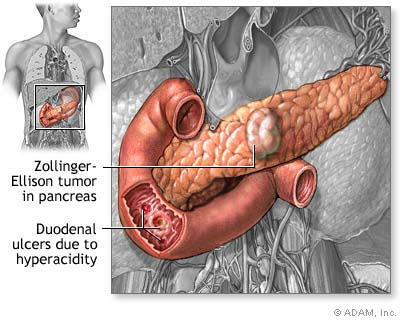 Zollinger-
Ellison tumor
in pancreas
Duodenal
ulcers due to
hyperacidity
© ADAM, Inc.